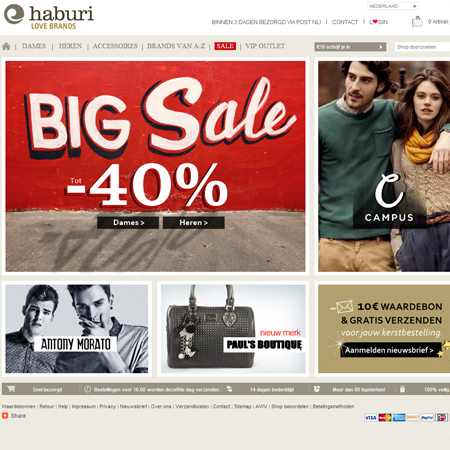 haburi
LOVE BRANDS
NEDERLAND
BINNEN 3 DAGEN BEZORGD VIA POST NL! | CONTACT | LOGIN
0 Artikel
DAMES | HEREN | ACCESSOIRES | BRANDS VAN A-Z | SALE | VIP OUTLET
€10 schrijf je in
Shop doorzoeken
BIG Sale
Tot
-40%
Dames >
Heren >
C
CAMPUS
ANTONY MORATO
nieuw merk
PAUL'S BOUTIQUE
10€ WAARDEBON
& GRATIS VERZENDEN
voor jouw kerstbestelling.
Aanmelden nieuwsbrief >
Snel bezorgd
Bestellingen voor 16:00 worden dezelfde dag verzonden.
14 dagen bedenktijd
Meer dan 80 topmerken!
100% veilig
Waardebonnen | Retour | Help | Impressum | Privacy | Nieuwsbrief | Over ons | Verzendkosten | Contact | Sitemap | AWV | Shop beoordelen | Betalingsmethoden
Share
VISA
PayPal